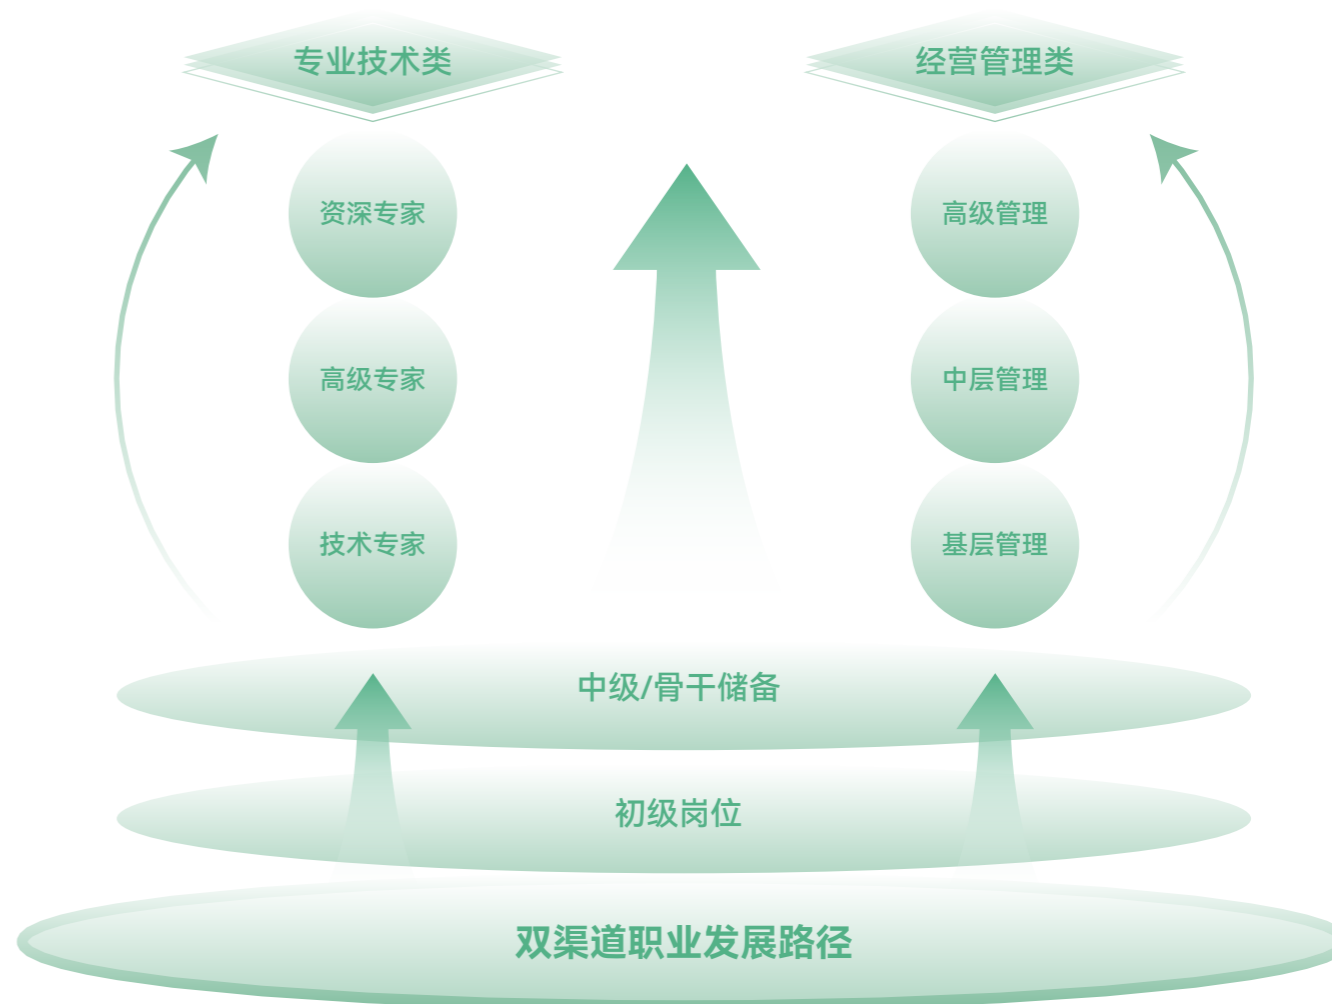 专业技术类
经营管理类
资深专家
高级管理
高级专家
中层管理
技术专家
基层管理
中级/骨干储备
初级岗位
双渠道职业发展路径